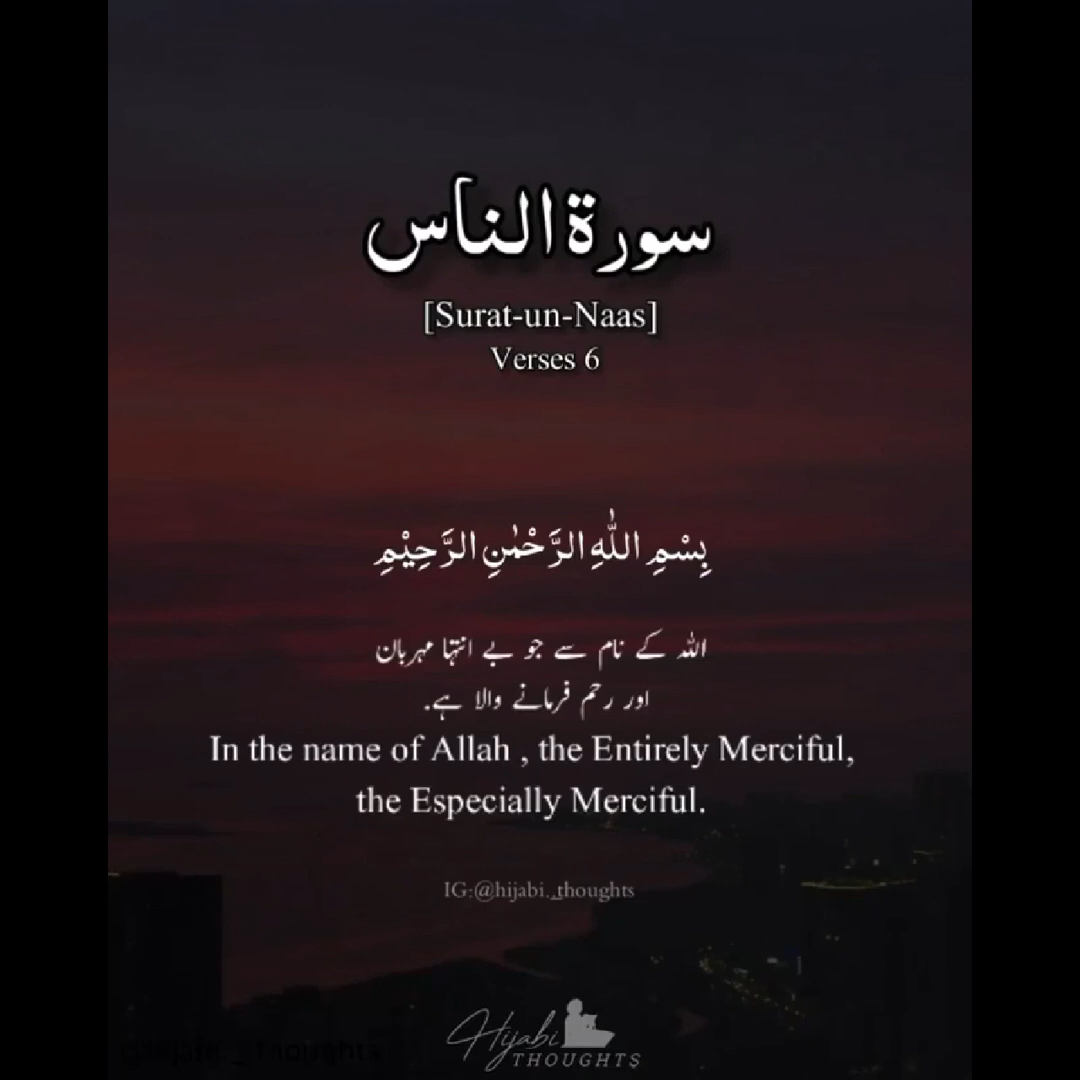 سورة الناس
[Surat-un-Naas]
Verses 6
بِسْمِ اللّٰهِ الرَّحْمٰنِ الرَّحِيْمِ
اللہ کے نام سے جو بے انتہا مہربان
اور رحم فرمانے والا ہے.
In the name of Allah , the Entirely Merciful,
the Especially Merciful.
IG:@hijabi._thoughts
Hijabi
THOUGHTS